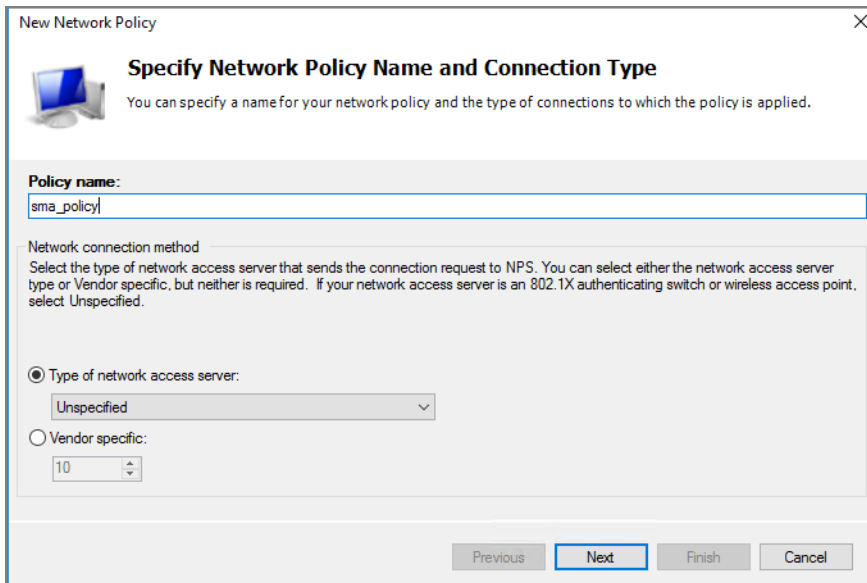 New Network Policy
Specify Network Policy Name and Connection Type
You can specify a name for your network policy and the type of connections to which the policy is applied.
Policy name:
sma_policy
Network connection method
Select the type of network access server that sends the connection request to NPS. You can select either the network access server
type or Vendor specific, but neither is required.  If your network access server is an 802.1X authenticating switch or wireless access point,
select Unspecified.
Type of network access server:
Unspecified
Vendor specific:
10
Previous Next Finish Cancel